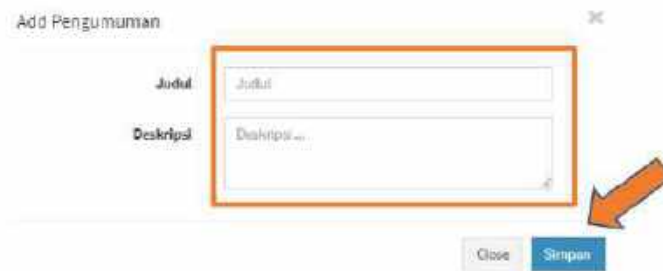 Add Pengumuman
Judul
Judul
Deskripsi
Deskripsi ...
Close
Simpan